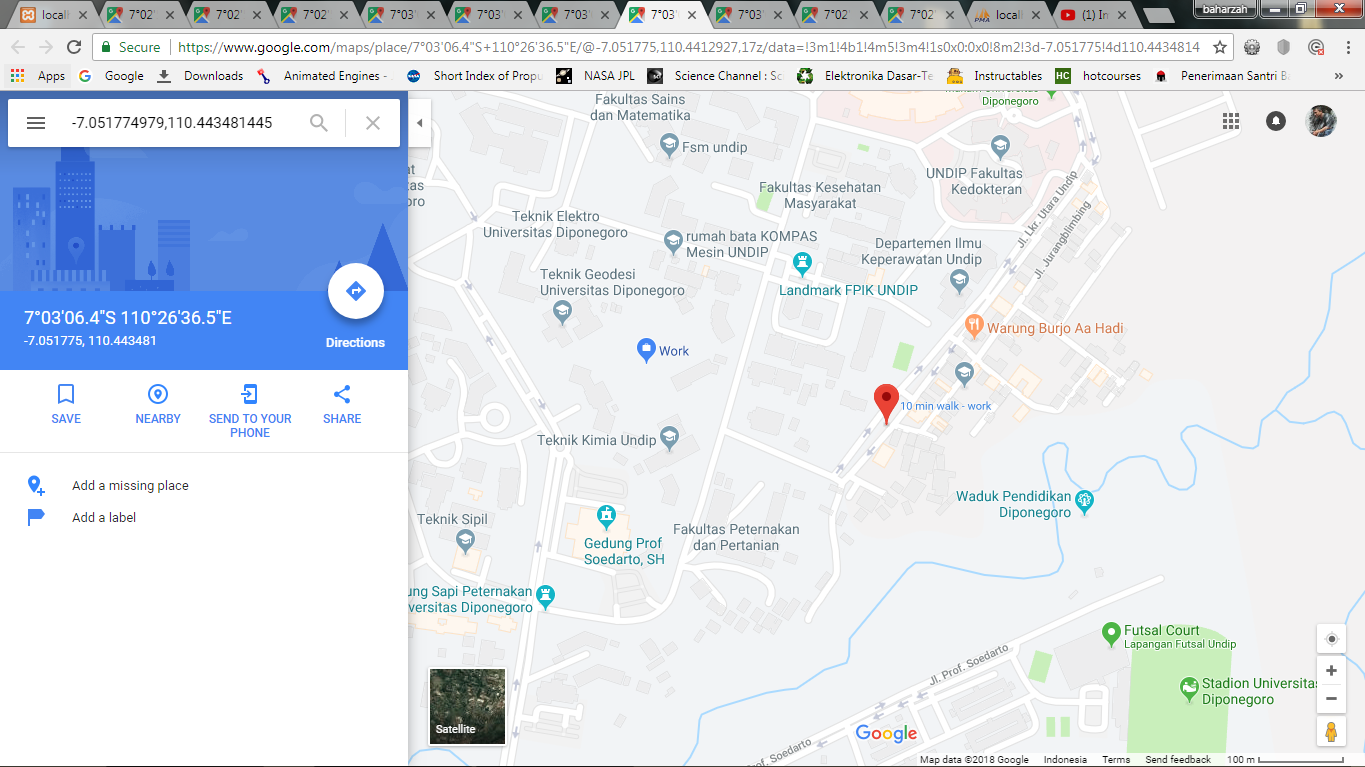 locall
7°02'
7°02'
7°02'
7°03'
7°03'
7°03'
7°03'
7°03'
7°02'
7°02'
locall
(1) In
baharzah
Secure
https://www.google.com/maps/place/7°03'06.4"S+110°26'36.5"E/@-7.051775,110.4412927,17z/data=!3m1!4b1!4m5!3m4!1s0x0:0x0!8m2!3d-7.051775!4d110.4434814
Apps
Google
Downloads
Animated Engines -
Short Index of Propu
NASA JPL
Science Channel : Sc
Elektronika Dasar-Te
Instructables
HC
hotcourses
Penerimaan Santri Ba
»
-7.051774979,110.443481445
7°03'06.4"S 110°26'36.5"E
-7.051775, 110.443481
Directions
SAVE
NEARBY
SEND TO YOUR
PHONE
SHARE
Add a missing place
Add a label
Fakultas Sains
dan Matematika
Fsm undip
Diponegoro
UNDIP Fakultas
Kedokteran
Fakultas Kesehatan
Masyarakat
Jl. Lkr. Utara Undip
Jl. Jurangblimbing
Teknik Elektro
Universitas Diponegoro
rumah bata KOMPAS
Mesin UNDIP
Departemen Ilmu
Keperawatan Undip
Teknik Geodesi
Universitas Diponegoro
Landmark FPIK UNDIP
Warung Burjo Aa Hadi
Work
10 min walk - work
Teknik Kimia Undip
Waduk Pendidikan
Diponegoro
Teknik Sipil
Gedung Prof
Soedarto, SH
Fakultas Peternakan
dan Pertanian
ung Sapi Peternakan
iversitas Diponegoro
Futsal Court
Lapangan Futsal Undip
Jl. Prof. Soedarto
Stadion Universitas
Diponegoro
Satellite
Google
Soedarto
Map data ©2018 Google
Indonesia
Terms
Send feedback
100 m